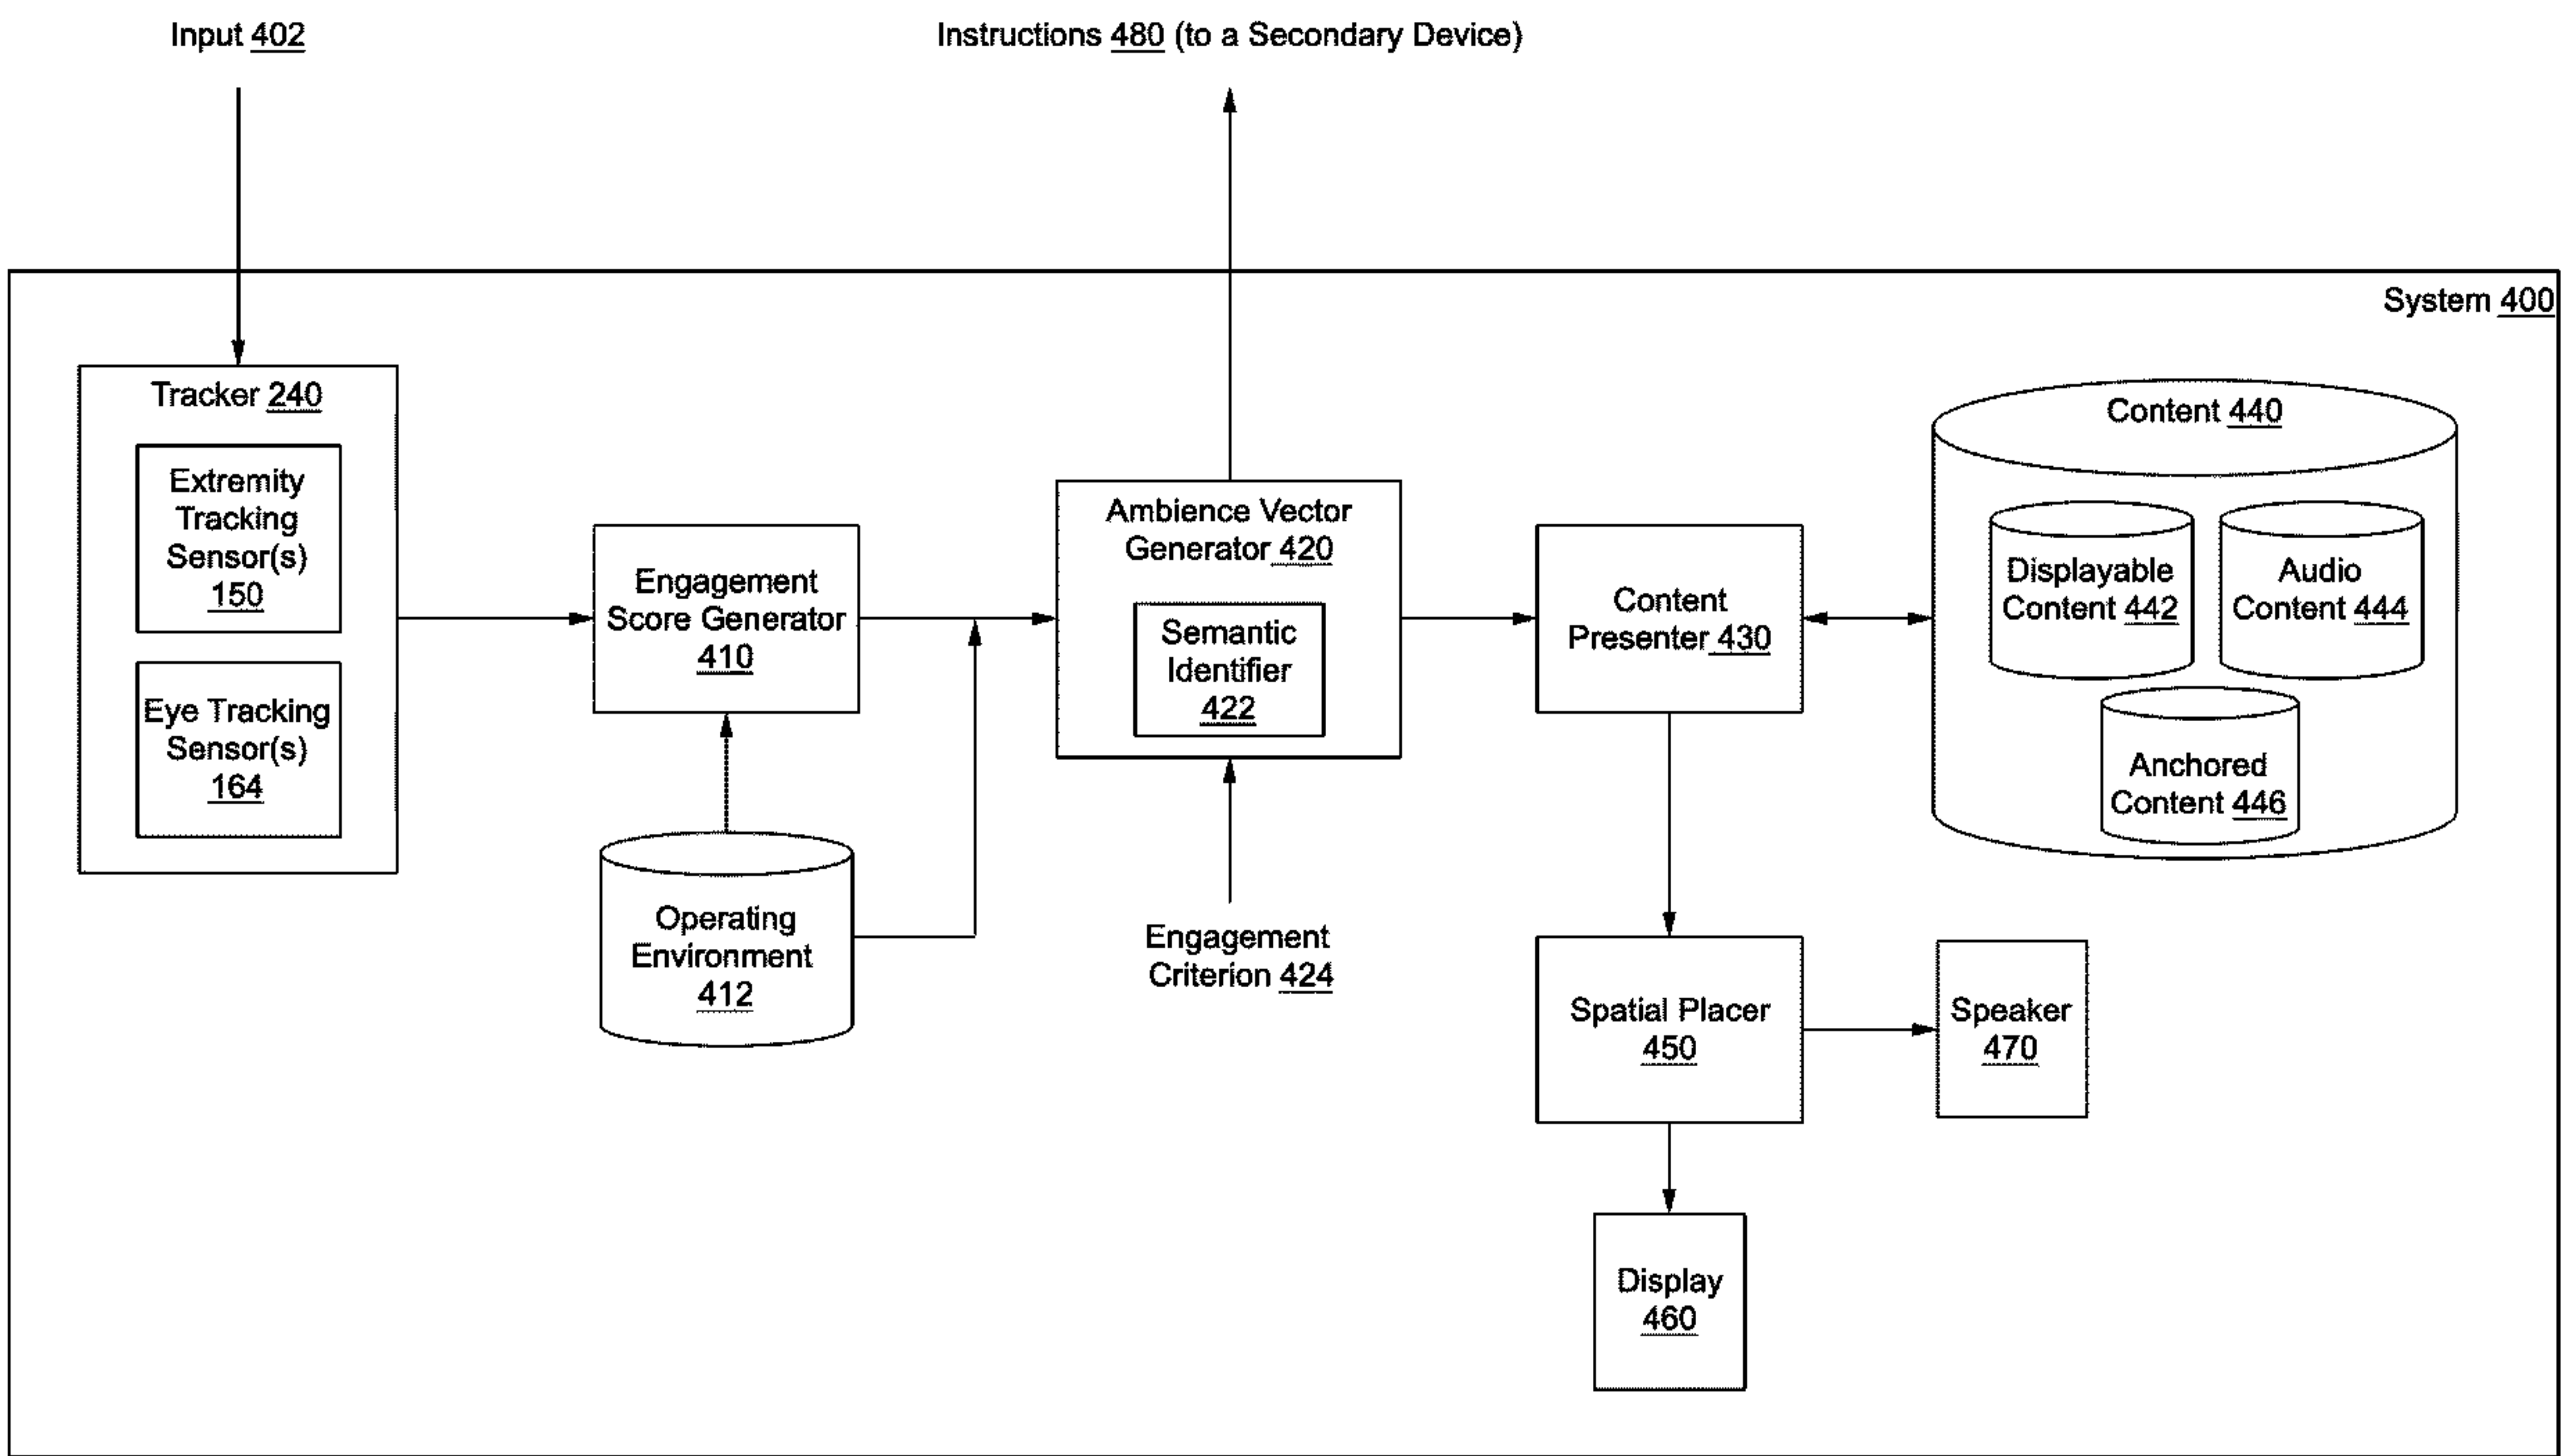 Input 402
Instructions 480 (to a Secondary Device)
System 400
Tracker 240
Extremity
Tracking
Sensor(s)
150
Eye Tracking
Sensor(s)
164
Engagement
Score Generator
410
Operating
Environment
412
Ambience Vector
Generator 420
Semantic
Identifier
422
Engagement
Criterion 424
Content
Presenter 430
Content 440
Displayable
Content 442
Audio
Content 444
Anchored
Content 446
Spatial Placer
450
Speaker
470
Display
460